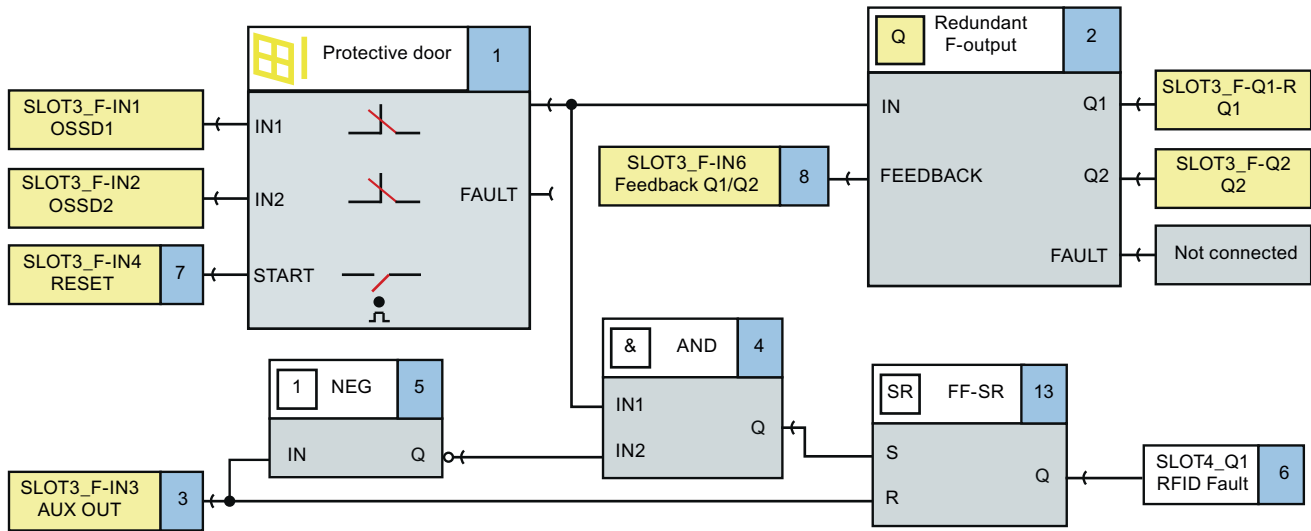 Protective door
1
SLOT3_F-IN1
OSSD1
IN1
SLOT3_F-IN2
OSSD2
IN2
FAULT
SLOT3_F-IN4
RESET
7
START
Q
Redundant
F-output
2
IN
Q1
SLOT3_F-Q1-R
Q1
SLOT3_F-IN6
Feedback Q1/Q2
8
FEEDBACK
Q2
SLOT3_F-Q2
Q2
FAULT
Not connected
1
NEG
5
IN
Q
&
AND
4
IN1
IN2
Q
SR
FF-SR
13
S
R
Q
SLOT3_F-IN3
AUX OUT
3
SLOT4_Q1
RFID Fault
6